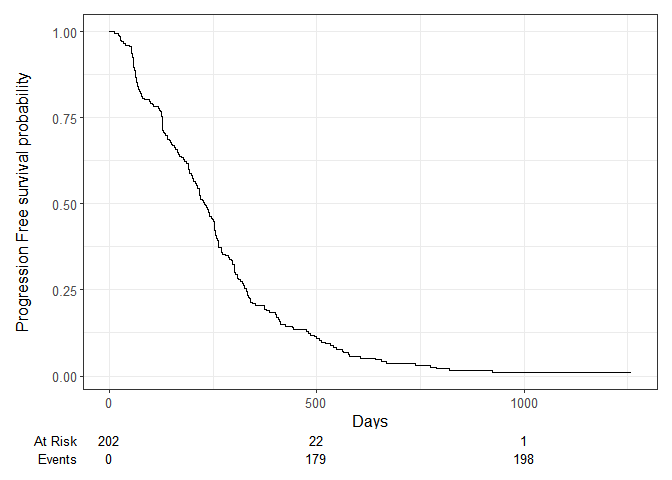 Progression Free survival probability
1.00
0.75
0.50
0.25
0.00
0 500 1000
Days
At Risk 202 22 1
Events 0 179 198